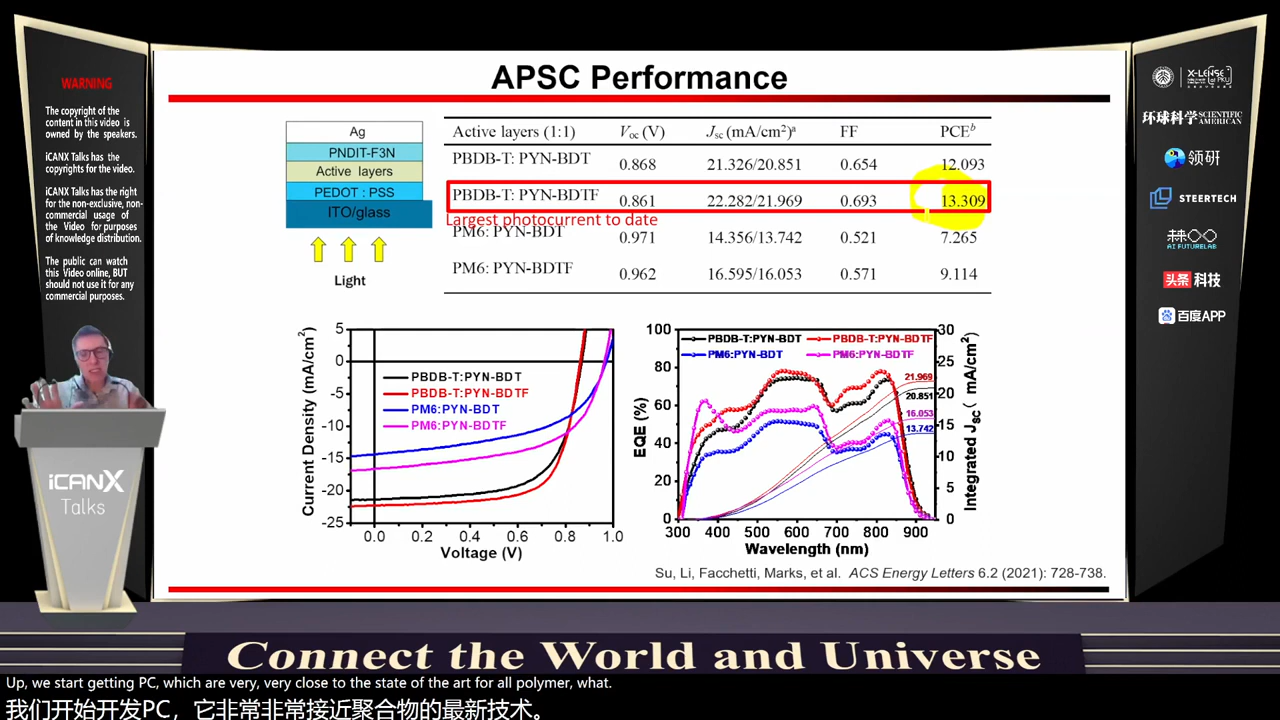 WARNING
The copyright of the
content in this video is
owned by the speakers.
iCANX Talks has the
copyrights for the video.
iCANX Talks has the right
for the non-exclusive, non-
commercial usage of
the Video for purposes
of knowledge distribution.
The public can watch
this Video online, BUT
should not use it for any
commercial purposes.
iCANX
Talks
APSC Performance
Ag
PNDIT-F3N
Active layers
PEDOT : PSS
ITO/glass
Light
Active layers (1:1) Voc (V) Jsc (mA/cm²)ᵃ FF PCEᵇ
PBDB-T: PYN-BDT 0.868 21.326/20.851 0.654 12.093
PBDB-T: PYN-BDTF 0.861 22.282/21.969 0.693 13.309
Largest photocurrent to date
PM6: PYN-BDT 0.971 14.356/13.742 0.521 7.265
PM6: PYN-BDTF 0.962 16.595/16.053 0.571 9.114
Current Density (mA/cm²)
5
0
-5
-10
-15
-20
-25
PBDB-T:PYN-BDT
PBDB-T:PYN-BDTF
PM6:PYN-BDT
PM6:PYN-BDTF
0.0 0.2 0.4 0.6 0.8 1.0
Voltage (V)
EQE (%)
100
80
60
40
20
0
PBDB-T:PYN-BDT PBDB-T:PYN-BDTF
PM6:PYN-BDT PM6:PYN-BDTF
21.969
20.851
16.053
13.742
30
25
20
15
10
5
0
Integrated Jsc ( mA/cm²)
300 400 500 600 700 800 900
Wavelength (nm)
Su, Li, Facchetti, Marks, et al. ACS Energy Letters 6.2 (2021): 728-738.
X-LENSE
环球科学 SCIENTIFIC AMERICAN
领研
STEERTECH
AI FUTURELAB
头条 科技
百度APP
Connect the World and Universe
Up, we start getting PC, which are very, very close to the state of the art for all polymer, what.
我们开始开发PC，它非常非常接近聚合物的最新技术。